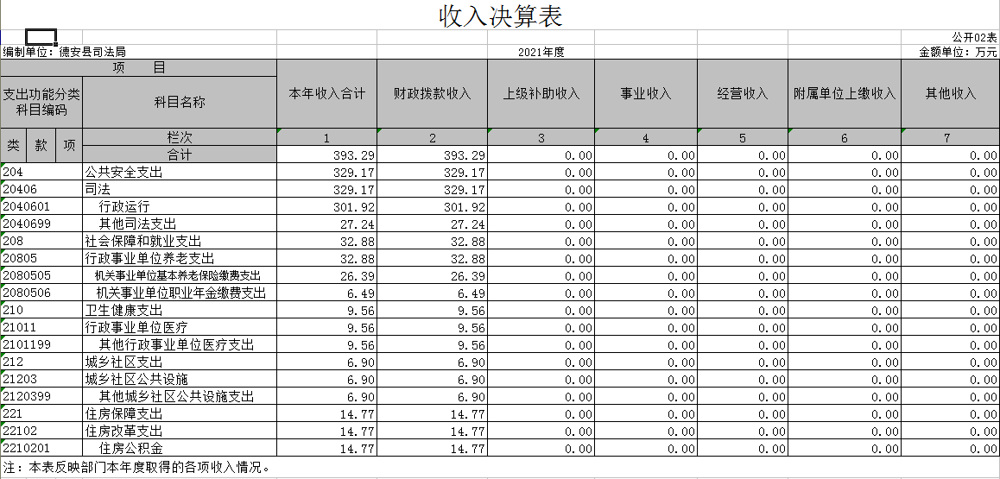 收入决算表
公开02表
编制单位：德安县司法局 2021年度 金额单位：万元
项 目 本年收入合计 财政拨款收入 上级补助收入 事业收入 经营收入 附属单位上缴收入 其他收入
支出功能分类科目编码 科目名称
类 款 项 栏次 1 2 3 4 5 6 7
合计 393.29 393.29 0.00 0.00 0.00 0.00 0.00
204 公共安全支出 329.17 329.17 0.00 0.00 0.00 0.00 0.00
20406 司法 329.17 329.17 0.00 0.00 0.00 0.00 0.00
2040601 行政运行 301.92 301.92 0.00 0.00 0.00 0.00 0.00
2040699 其他司法支出 27.24 27.24 0.00 0.00 0.00 0.00 0.00
208 社会保障和就业支出 32.88 32.88 0.00 0.00 0.00 0.00 0.00
20805 行政事业单位养老支出 32.88 32.88 0.00 0.00 0.00 0.00 0.00
2080505 机关事业单位基本养老保险缴费支出 26.39 26.39 0.00 0.00 0.00 0.00 0.00
2080506 机关事业单位职业年金缴费支出 6.49 6.49 0.00 0.00 0.00 0.00 0.00
210 卫生健康支出 9.56 9.56 0.00 0.00 0.00 0.00 0.00
21011 行政事业单位医疗 9.56 9.56 0.00 0.00 0.00 0.00 0.00
2101199 其他行政事业单位医疗支出 9.56 9.56 0.00 0.00 0.00 0.00 0.00
212 城乡社区支出 6.90 6.90 0.00 0.00 0.00 0.00 0.00
21203 城乡社区公共设施 6.90 6.90 0.00 0.00 0.00 0.00 0.00
2120399 其他城乡社区公共设施支出 6.90 6.90 0.00 0.00 0.00 0.00 0.00
221 住房保障支出 14.77 14.77 0.00 0.00 0.00 0.00 0.00
22102 住房改革支出 14.77 14.77 0.00 0.00 0.00 0.00 0.00
2210201 住房公积金 14.77 14.77 0.00 0.00 0.00 0.00 0.00
注：本表反映部门本年度取得的各项收入情况。